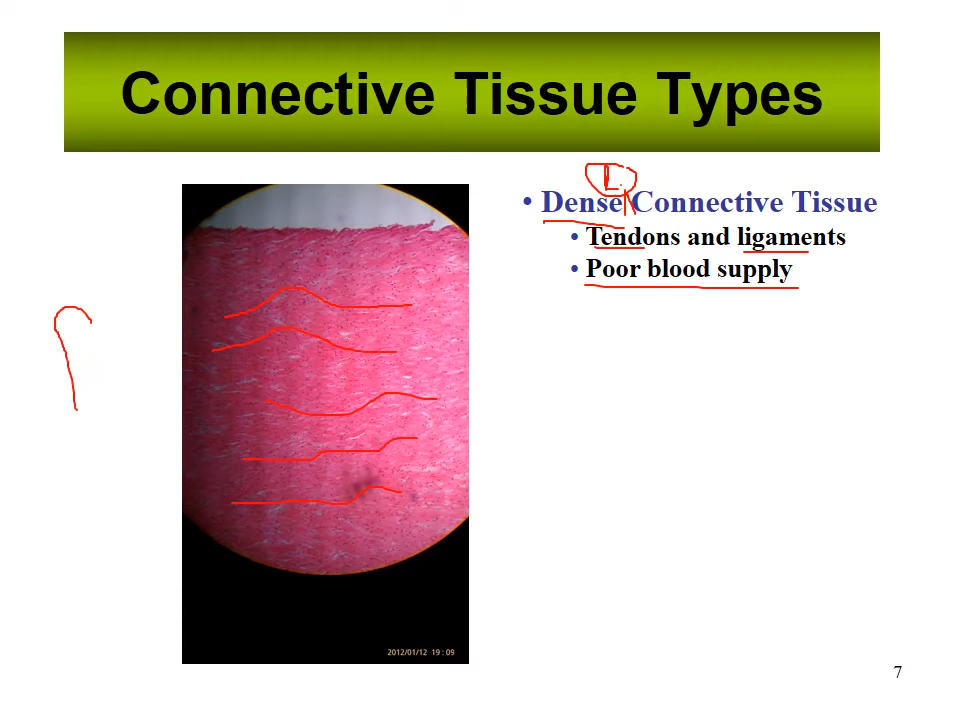 Connective Tissue Types
• Dense Connective Tissue
• Tendons and ligaments
• Poor blood supply
2012/01/12 19:09
7